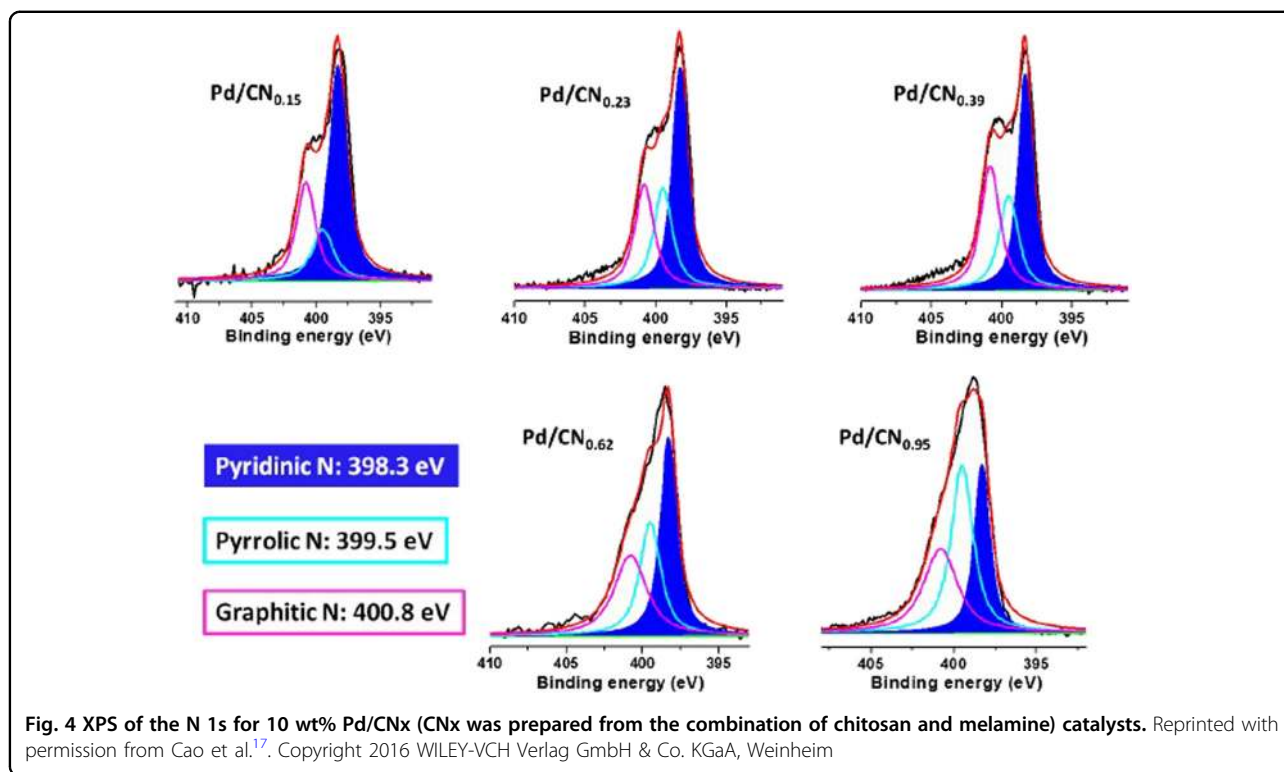 Pd/CN0.15
410 405 400 395
Binding energy (eV)
Pd/CN0.23
410 405 400 395
Binding energy (eV)
Pd/CN0.39
410 405 400 395
Binding energy (eV)
Pyridinic N: 398.3 eV
Pyrrolic N: 399.5 eV
Graphitic N: 400.8 eV
Pd/CN0.62
410 405 400 395
Binding energy (eV)
Pd/CN0.95
405 400 395
Binding energy (eV)
Fig. 4 XPS of the N 1s for 10 wt% Pd/CNx (CNx was prepared from the combination of chitosan and melamine) catalysts. Reprinted with
permission from Cao et al.17. Copyright 2016 WILEY-VCH Verlag GmbH & Co. KGaA, Weinheim